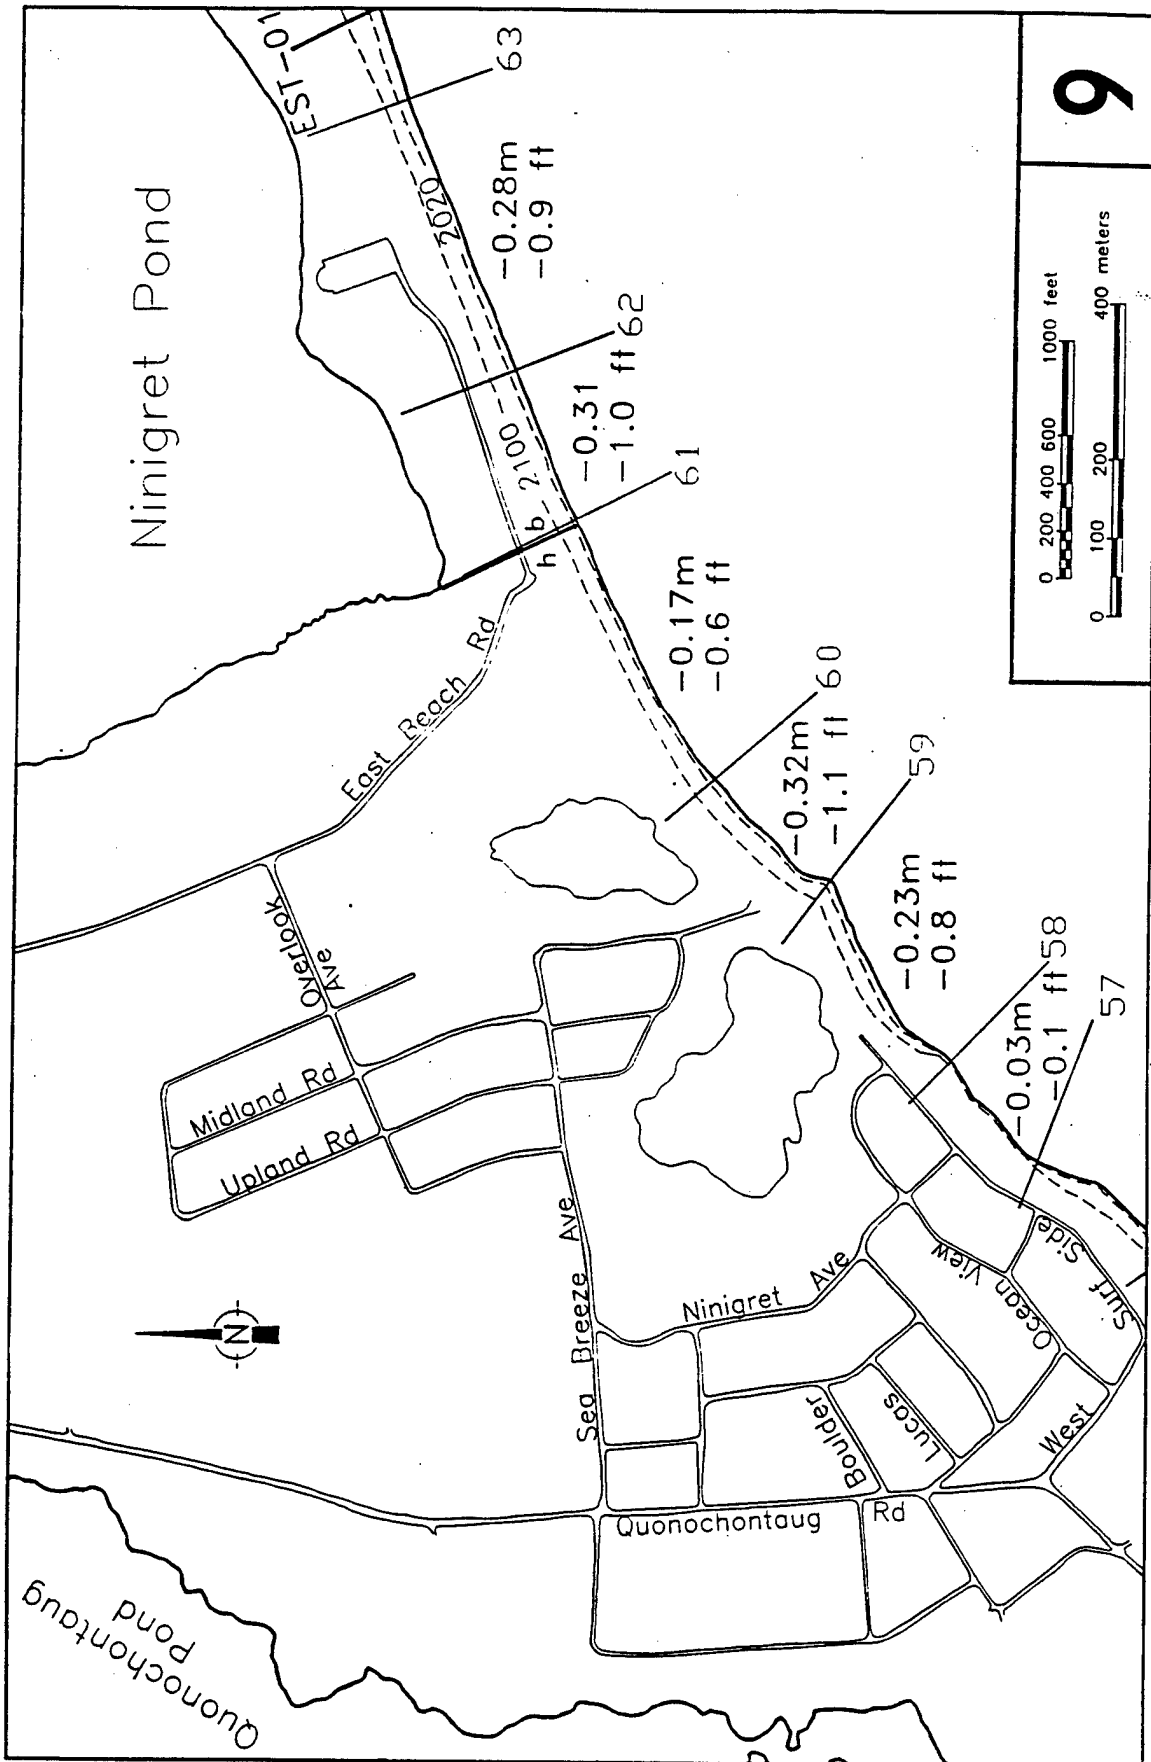 Ninigret Pond
EST-01
63
2020
-0.28m
-0.9 ft
62
2100
-0.31
-1.0 ft
61
b
h
East Beach Rd
-0.17m
-0.6 ft
60
-0.32m
-1.1 ft
59
-0.23m
-0.8 ft
58
-0.03m
-0.1 ft
57
Overlook
Ave
Midland Rd
Upland Rd
Sea Breeze Ave
Ninigret Ave
Ocean View
Surf Side
West
Boulder
Lucas
Quonochontaug Rd
Quonochontaug
Pond
N
0 200 400 600 1000 feet
0 100 200 400 meters
9